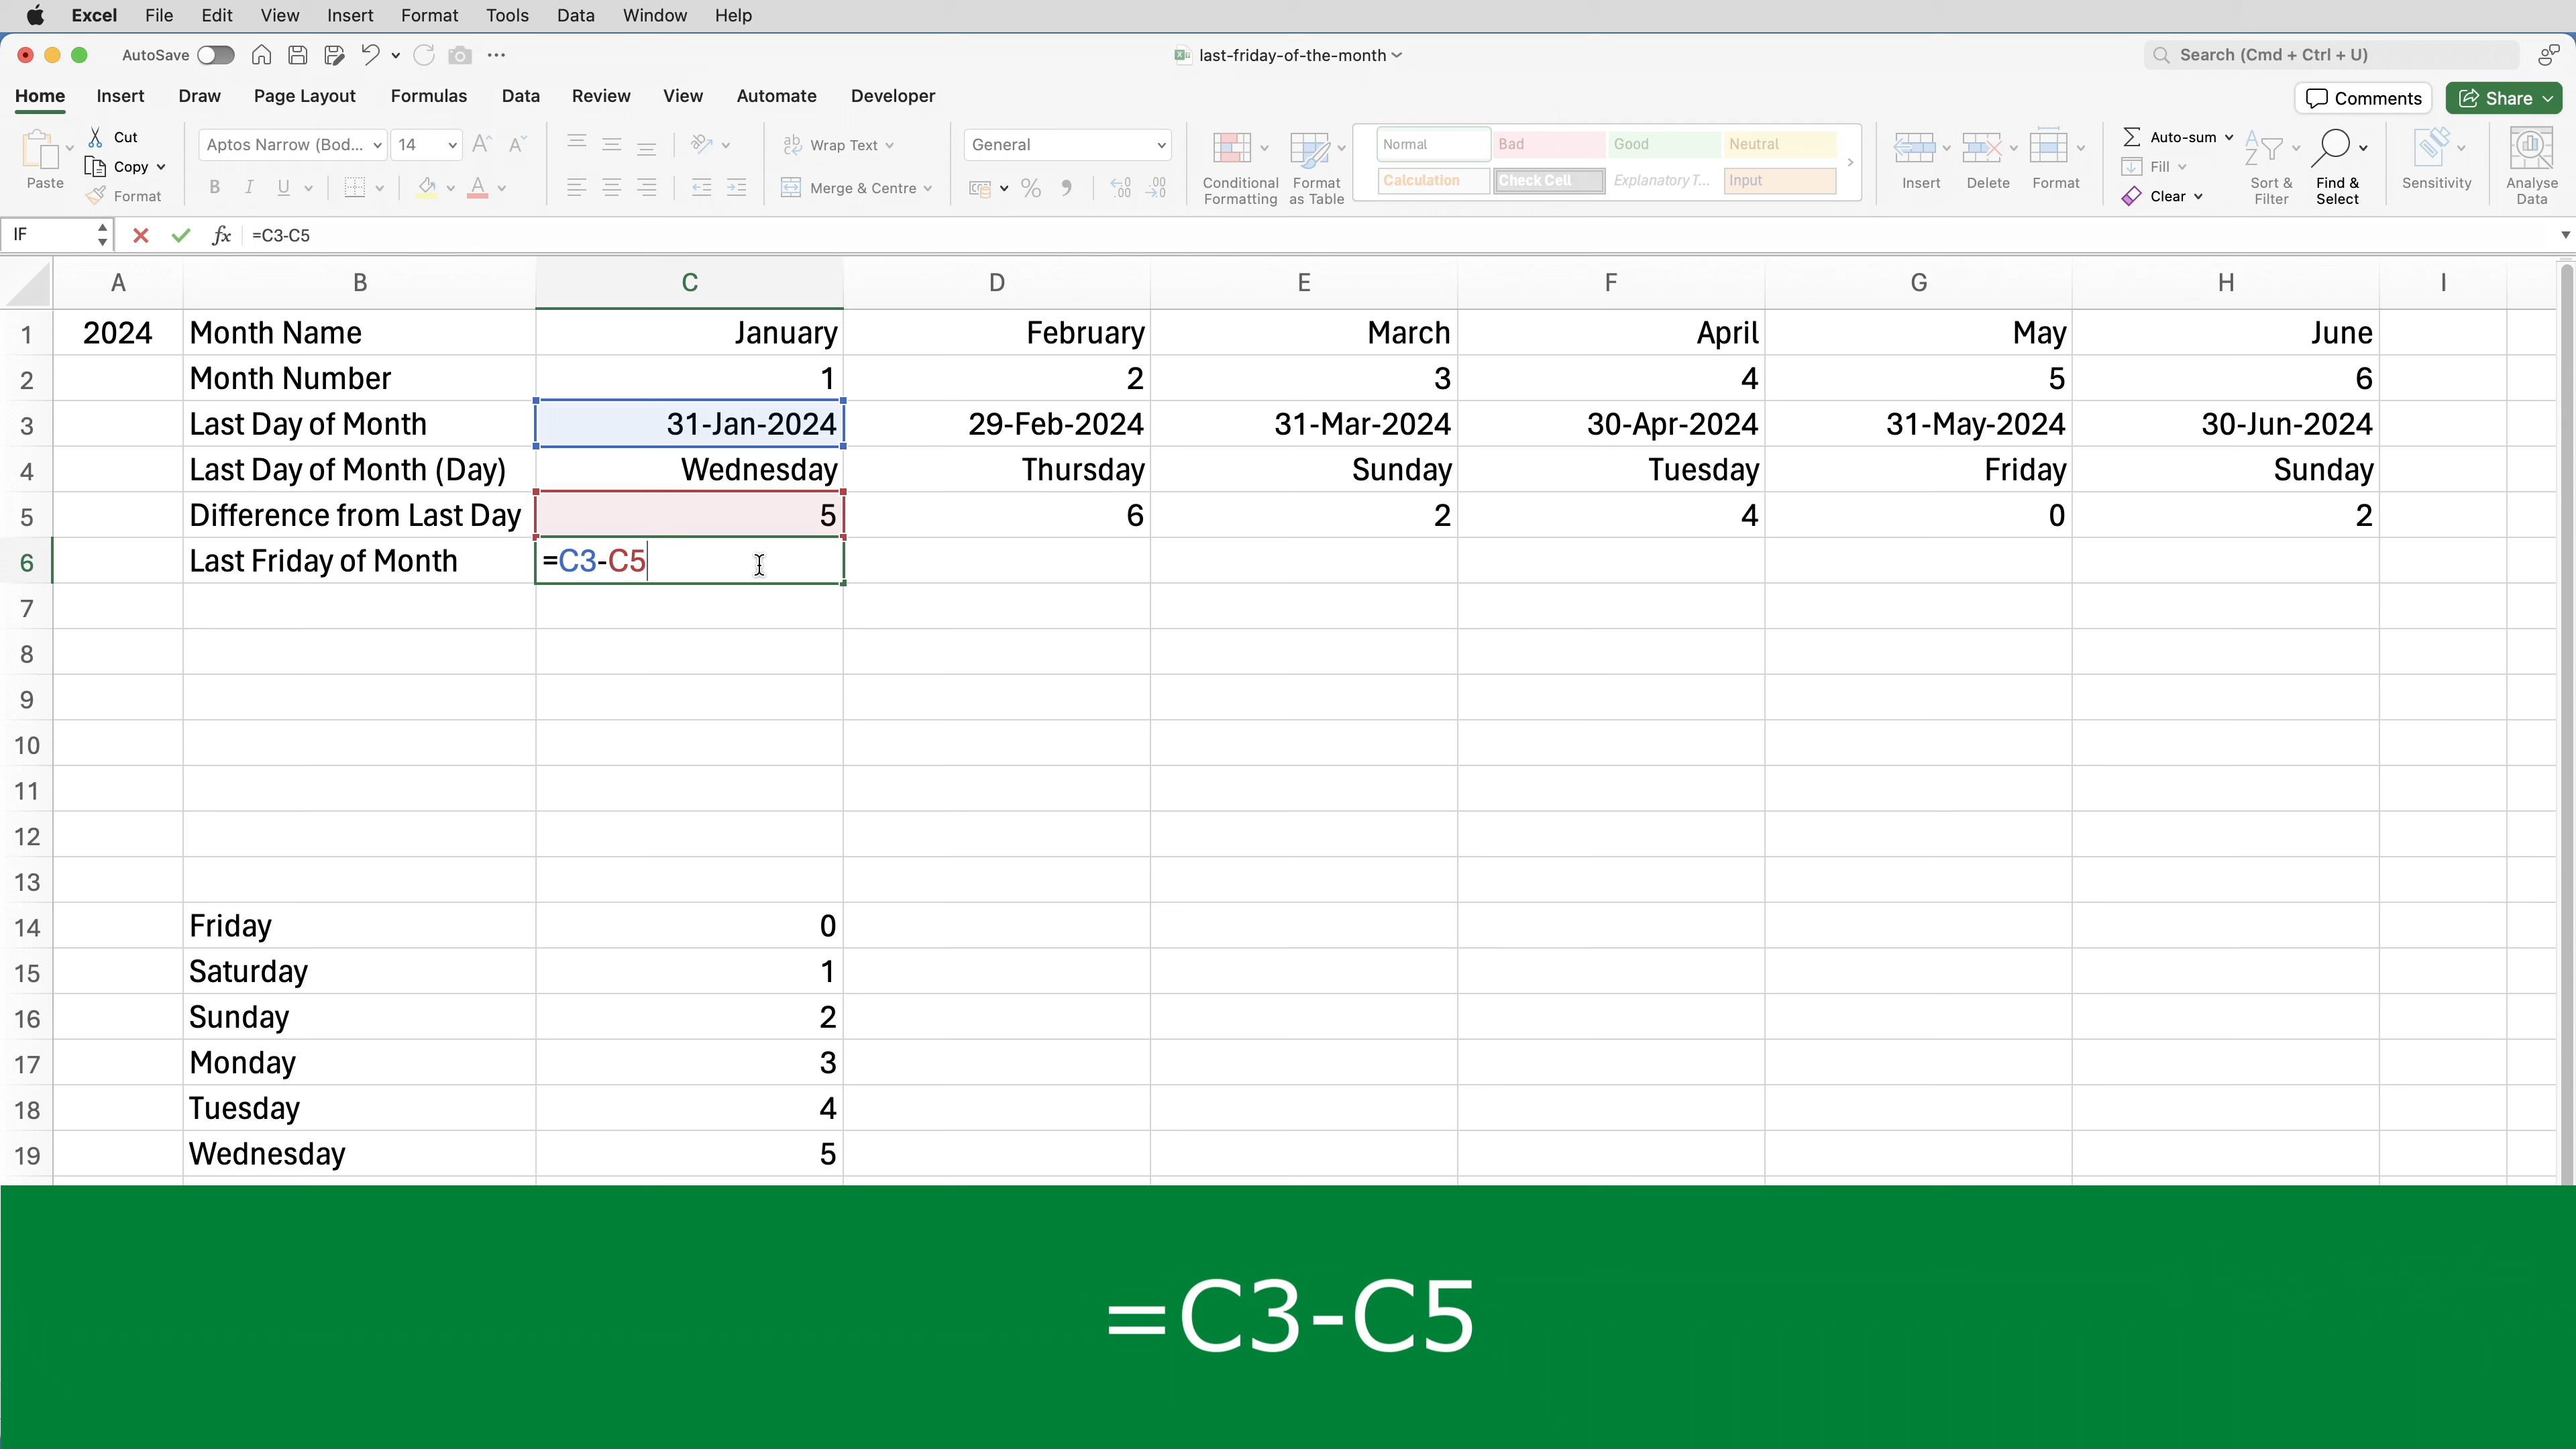 Excel File Edit View Insert Format Tools Data Window Help
AutoSave last-friday-of-the-month Search (Cmd + Ctrl + U)
Home Insert Draw Page Layout Formulas Data Review View Automate Developer Comments Share
Paste Cut Copy Format
Aptos Narrow (Bod... 14
B I U A
ab Wrap Text
Merge & Centre
General
% 9
Conditional Formatting
Format as Table
Normal Bad Good Neutral
Calculation Check Cell Explanatory T... Input
Insert Delete Format
Auto-sum
Fill
Clear
Sort & Filter
Find & Select
Sensitivity
Analyse Data
IF fx =C3-C5
A B C D E F G H I
1 2024 Month Name January February March April May June
2 Month Number 1 2 3 4 5 6
3 Last Day of Month 31-Jan-2024 29-Feb-2024 31-Mar-2024 30-Apr-2024 31-May-2024 30-Jun-2024
4 Last Day of Month (Day) Wednesday Thursday Sunday Tuesday Friday Sunday
5 Difference from Last Day 5 6 2 4 0 2
6 Last Friday of Month =C3-C5
7
8
9
10
11
12
13
14 Friday 0
15 Saturday 1
16 Sunday 2
17 Monday 3
18 Tuesday 4
19 Wednesday 5
=C3-C5